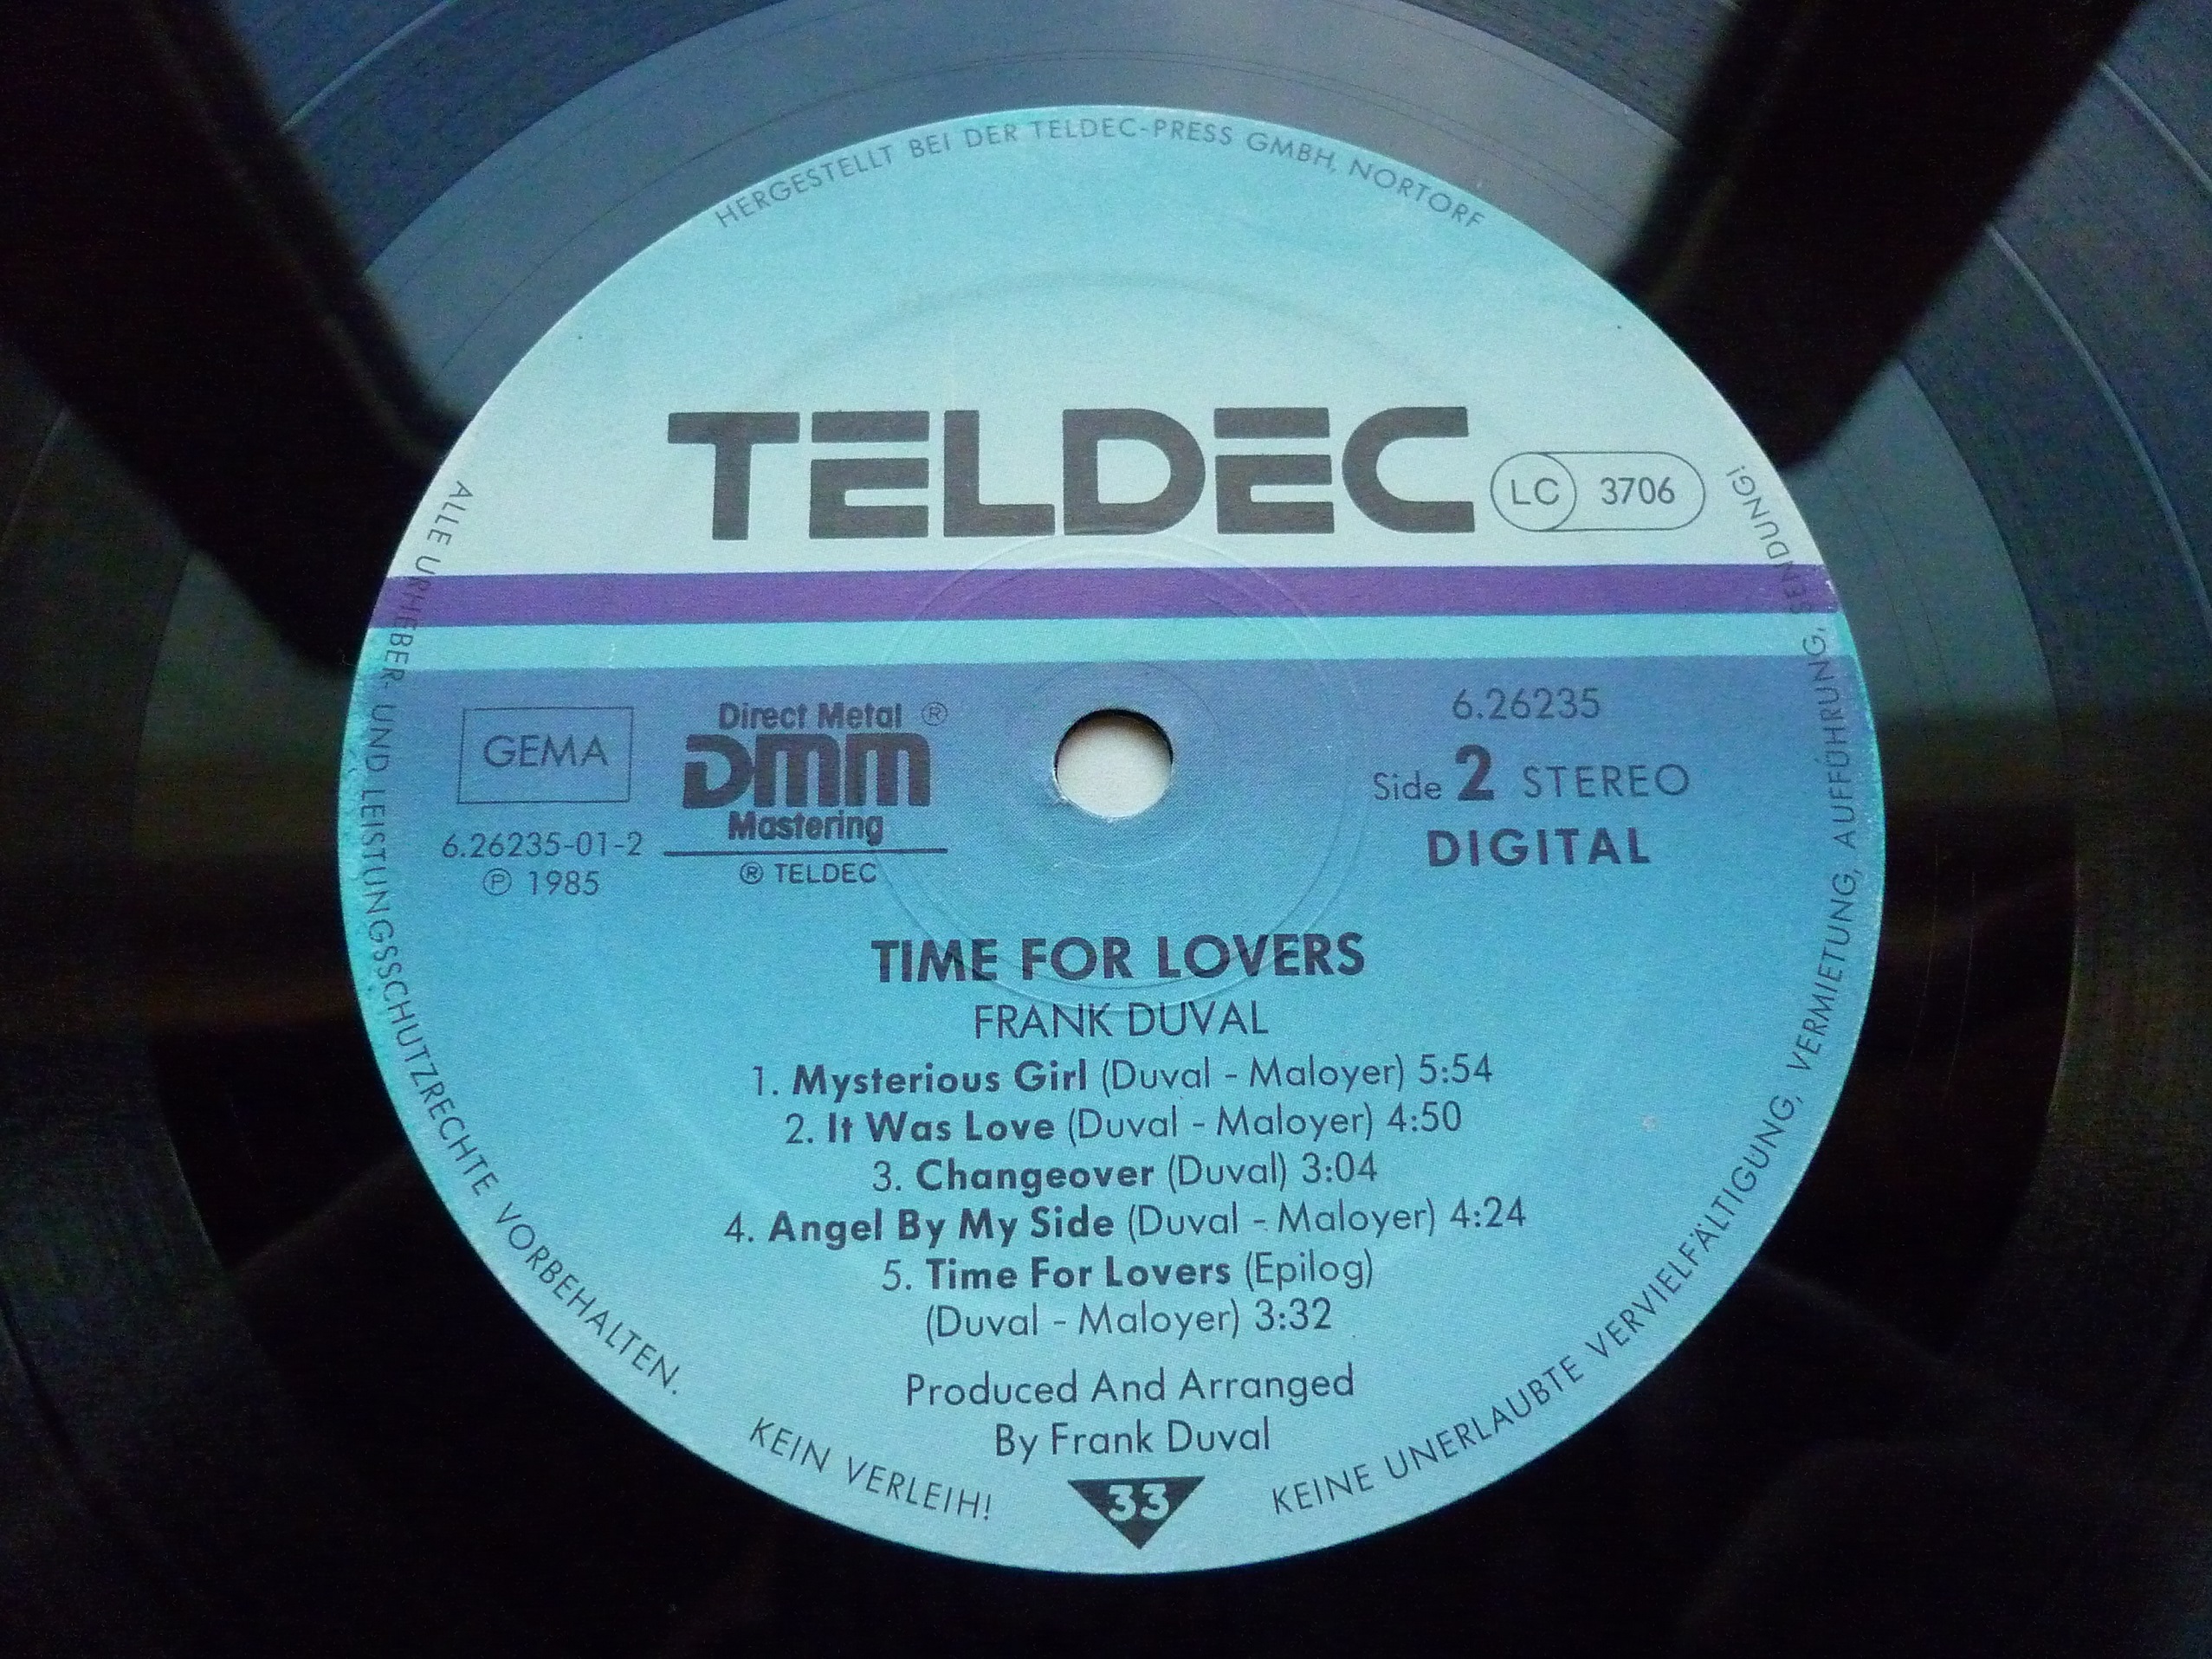 HERGESTELLT BEI DER TELDEC-PRESS GMBH, NORTORF
TELDEC
LC 3706
GEMA
6.26235-01-2
℗ 1985
Direct Metal ®
DMM
Mastering
® TELDEC
6.26235
Side 2 STEREO
DIGITAL
TIME FOR LOVERS
FRANK DUVAL
1. Mysterious Girl (Duval - Maloyer) 5:54
2. It Was Love (Duval - Maloyer) 4:50
3. Changeover (Duval) 3:04
4. Angel By My Side (Duval - Maloyer) 4:24
5. Time For Lovers (Epilog)
(Duval - Maloyer) 3:32
Produced And Arranged
By Frank Duval
33
ALLE URHEBER- UND LEISTUNGSSCHUTZRECHTE VORBEHALTEN.
KEIN VERLEIH!
KEINE UNERLAUBTE VERVIELFÄLTIGUNG, VERMIETUNG, AUFFÜHRUNG, SENDUNG!